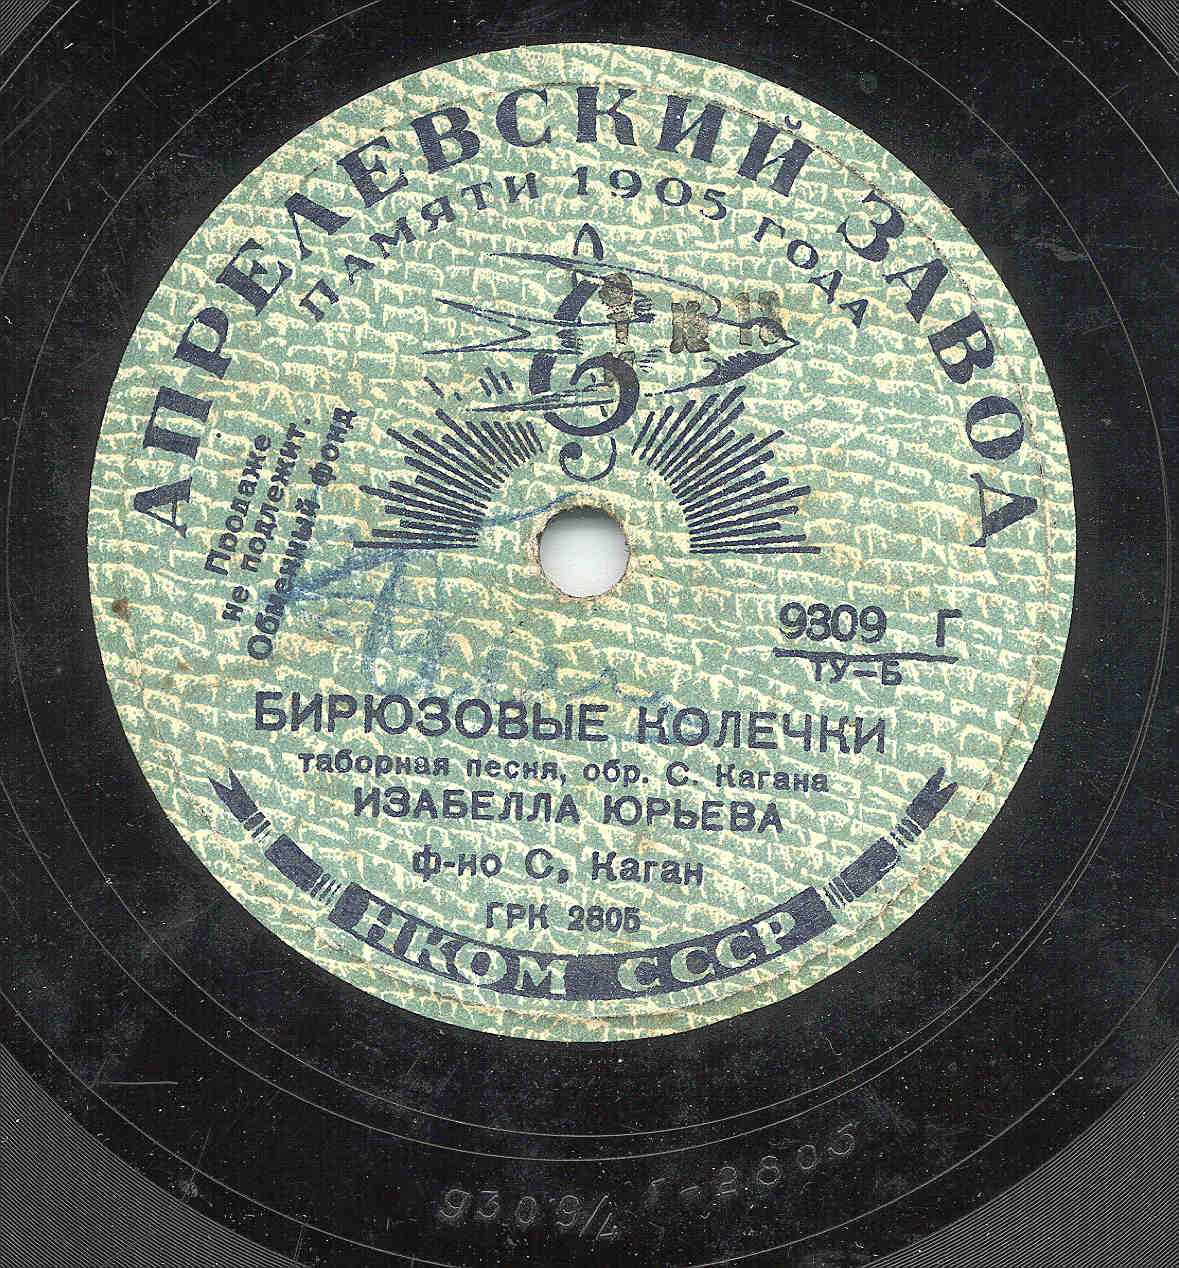 АПРЕЛЕВСКИЙ ЗАВОД
ПАМЯТИ 1905 ГОДА
Продаже
не подлежит.
Обменный фонд
9309 Г
ТУ—Б
БИРЮЗОВЫЕ КОЛЕЧКИ
таборная песня, обр. С. Кагана
ИЗАБЕЛЛА ЮРЬЕВА
ф-но С. Каган
ГРК 2805
НКОМ СССР
9309/4 Г-2805